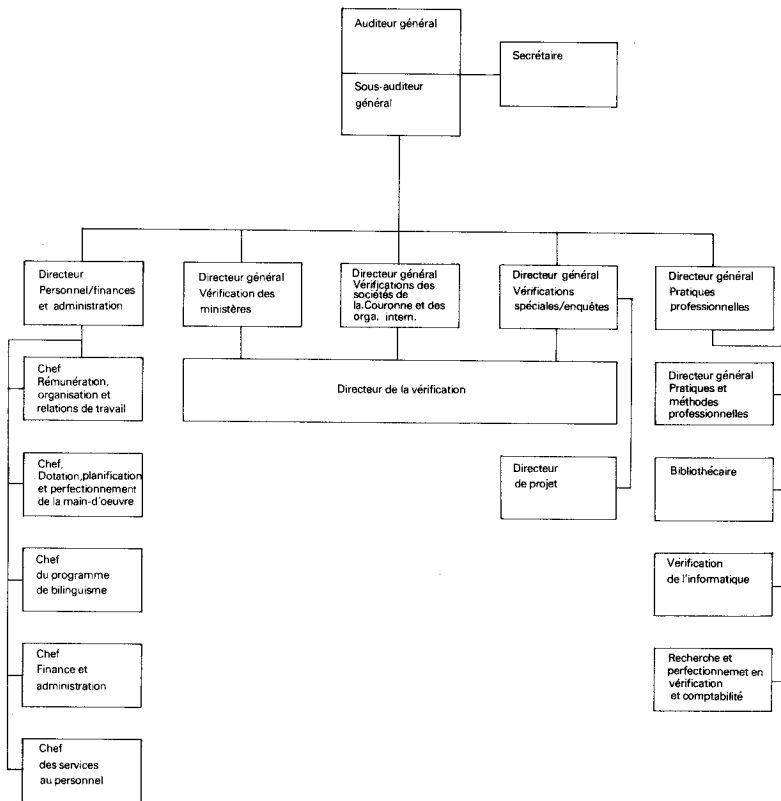 Auditeur général
Sous-auditeur
général
Secrétaire
Directeur
Personnel/finances
et administration
Directeur général
Vérification des
ministères
Directeur général
Vérifications des
sociétés de
la.Couronne et des
orga. intern.
Directeur général
Vérifications
spéciales/enquêtes
Directeur général
Pratiques
professionnelles
Chef
Rémunération,
organisation et
relations de travail
Directeur de la vérification
Directeur général
Pratiques et
méthodes
professionnelles
Chef,
Dotation,planification
et perfectionnement
de la main-d'oeuvre
Directeur
de projet
Bibliothécaire
Chef
du programme
de bilinguisme
Vérification
de l'informatique
Chef
Finance et
administration
Recherche et
perfectionnemet en
vérification
et comptabilité
Chef
des services
au personnel